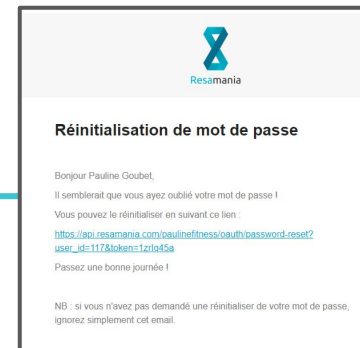 Resamania
Réinitialisation de mot de passe
Bonjour Pauline Goubet,
Il semblerait que vous ayez oublié votre mot de passe !
Vous pouvez le réinitialiser en suivant ce lien :
https://api.resamania.com/paulinefitness/oauth/password-reset?
user_id=117&token=1zrlq45a
Passez une bonne journée !
NB : si vous n'avez pas demandé une réinitialiser de votre mot de passe,
ignorez simplement cet email.